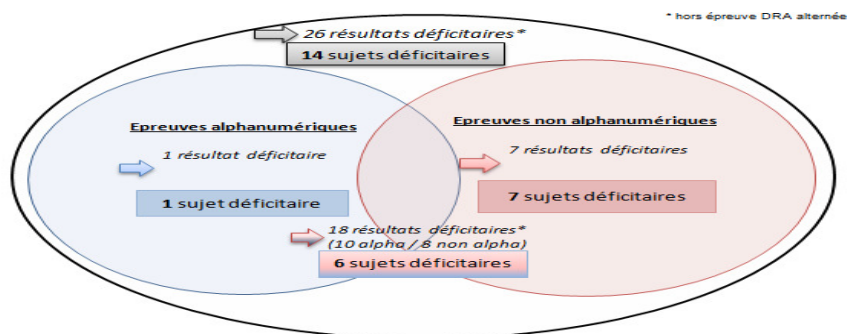 * hors épreuve DRA alternée
26 résultats déficitaires*
14 sujets déficitaires
Epreuves alphanumériques
1 résultat déficitaire
1 sujet déficitaire
Epreuves non alphanumériques
7 résultats déficitaires
7 sujets déficitaires
18 résultats déficitaires*
(10 alpha / 8 non alpha)
6 sujets déficitaires